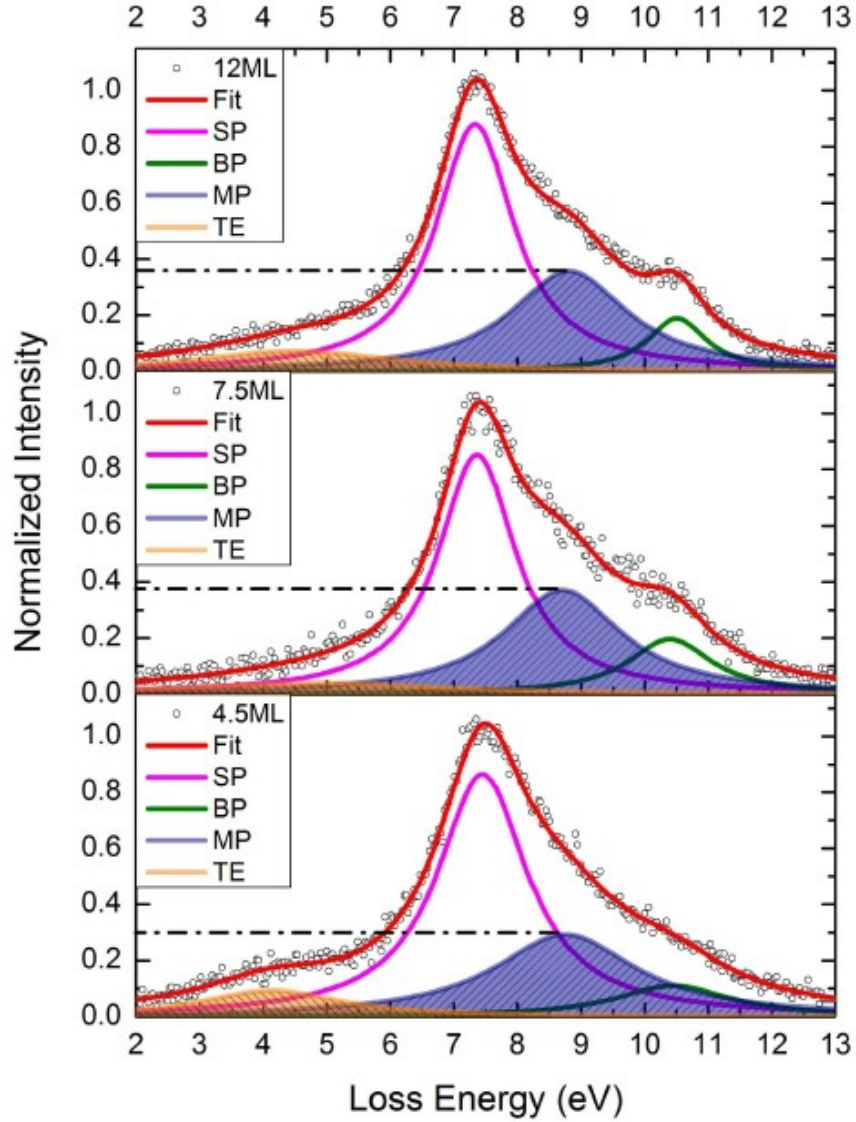 2 3 4 5 6 7 8 9 10 11 12 13
12ML
Fit
SP
BP
MP
TE
1.0
0.8
0.6
0.4
0.2
0.0
7.5ML
Fit
SP
BP
MP
TE
1.0
0.8
0.6
0.4
0.2
0.0
4.5ML
Fit
SP
BP
MP
TE
1.0
0.8
0.6
0.4
0.2
0.0
Normalized Intensity
2 3 4 5 6 7 8 9 10 11 12 13
Loss Energy (eV)